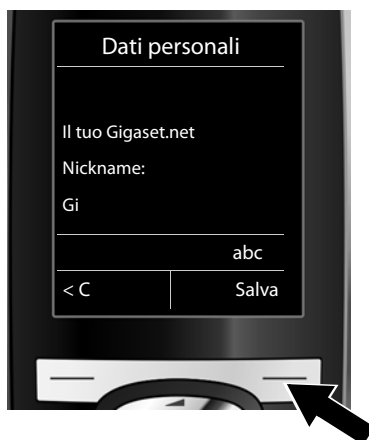 Dati personali
Il tuo Gigaset.net
Nickname:
Gi
abc
< C Salva